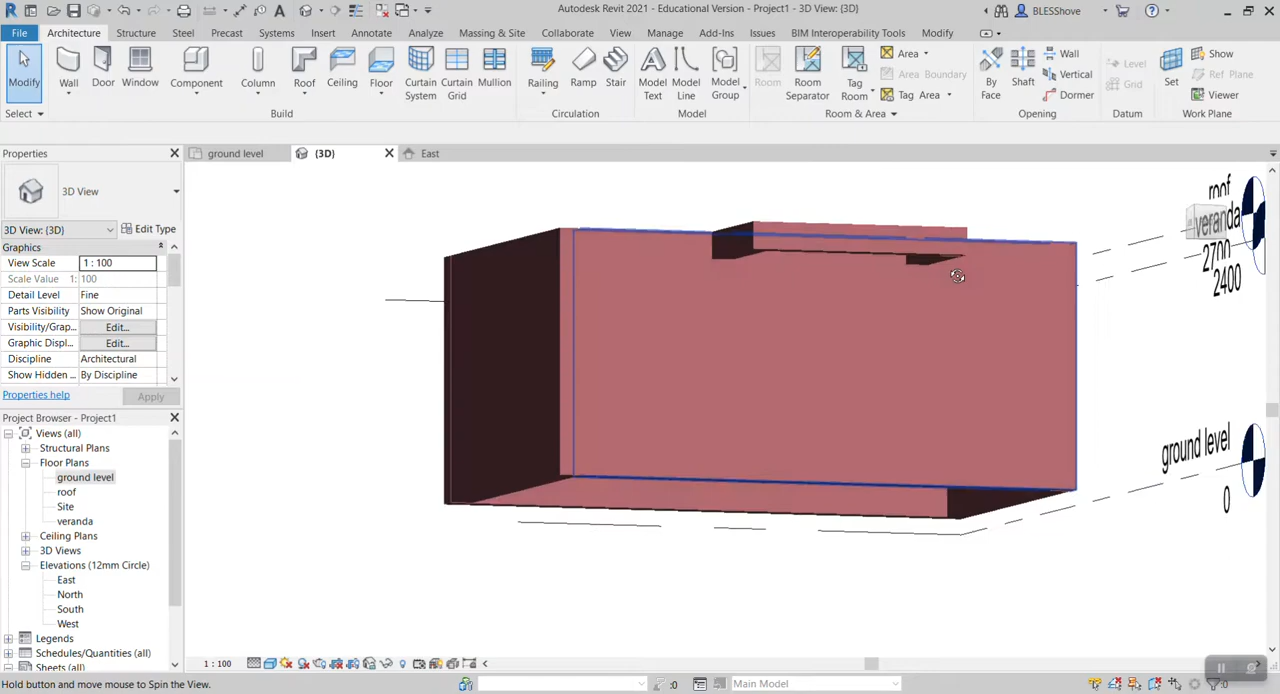 Autodesk Revit 2021 - Educational Version - Project1 - 3D View: {3D}
BLESShove
File Architecture Structure Steel Precast Systems Insert Annotate Analyze Massing & Site Collaborate View Manage Add-Ins Issues BIM Interoperability Tools Modify
Modify Wall Door Window Component Column Roof Ceiling Floor Curtain System Curtain Grid Mullion Railing Ramp Stair Model Text Model Line Model Group Room Room Separator Tag Room Area Area Boundary Tag Area By Face Shaft Wall Vertical Dormer Level Grid Set Show Ref Plane Viewer
Select Build Circulation Model Room & Area Opening Datum Work Plane
Properties
ground level (3D) East
3D View
3D View: {3D} Edit Type
Graphics
View Scale 1 : 100
Scale Value 1: 100
Detail Level Fine
Parts Visibility Show Original
Visibility/Grap... Edit...
Graphic Displ... Edit...
Discipline Architectural
Show Hidden ... By Discipline
Properties help Apply
Project Browser - Project1
Views (all)
Structural Plans
Floor Plans
ground level
roof
Site
veranda
Ceiling Plans
3D Views
Elevations (12mm Circle)
East
North
South
West
Legends
Schedules/Quantities (all)
Sheets (all)
roof
veranda
2700
2400
ground level
0
1 : 100
Hold button and move mouse to Spin the View.
:0
Main Model
:0